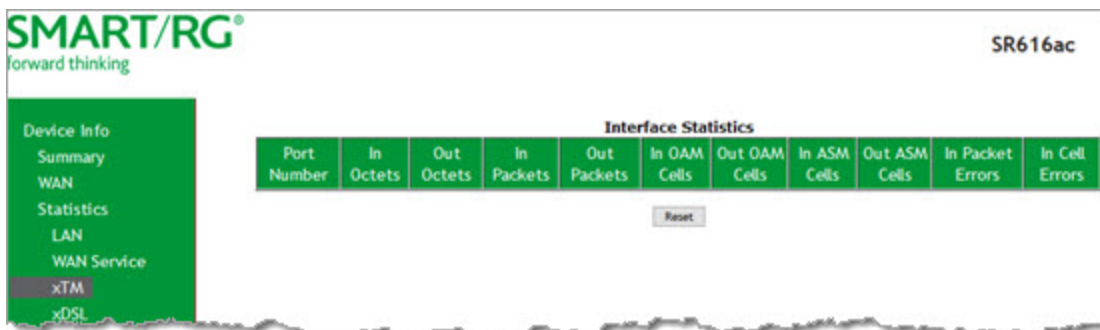 SMART/RG®
forward thinking
SR616ac
Device Info
Summary
WAN
Statistics
LAN
WAN Service
xTM
xDSL
Interface Statistics
Port Number In Octets Out Octets In Packets Out Packets In OAM Cells Out OAM Cells In ASM Cells Out ASM Cells In Packet Errors In Cell Errors
Reset